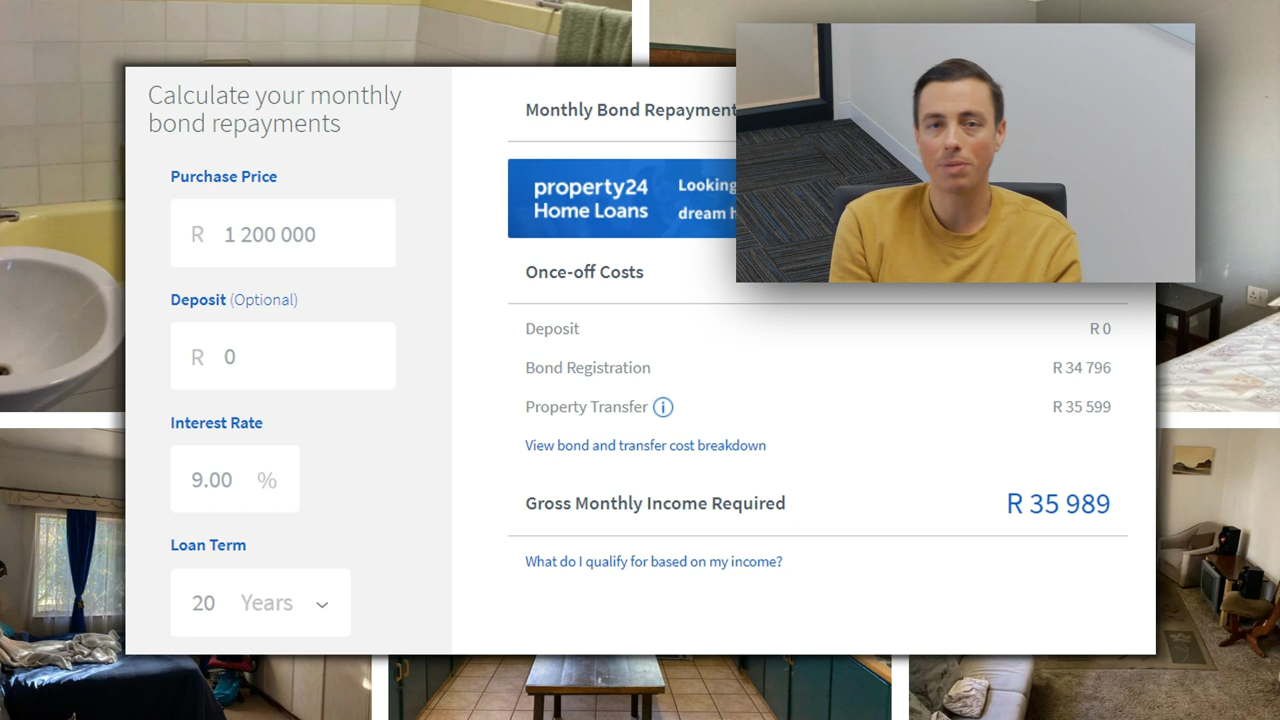 Calculate your monthly
bond repayments
Purchase Price
R 1 200 000
Deposit (Optional)
R 0
Interest Rate
9.00 %
Loan Term
20 Years
Monthly Bond Repayment
property24
Home Loans
Looking
dream
Once-off Costs
Deposit R 0
Bond Registration R 34 796
Property Transfer i R 35 599
View bond and transfer cost breakdown
Gross Monthly Income Required R 35 989
What do I qualify for based on my income?